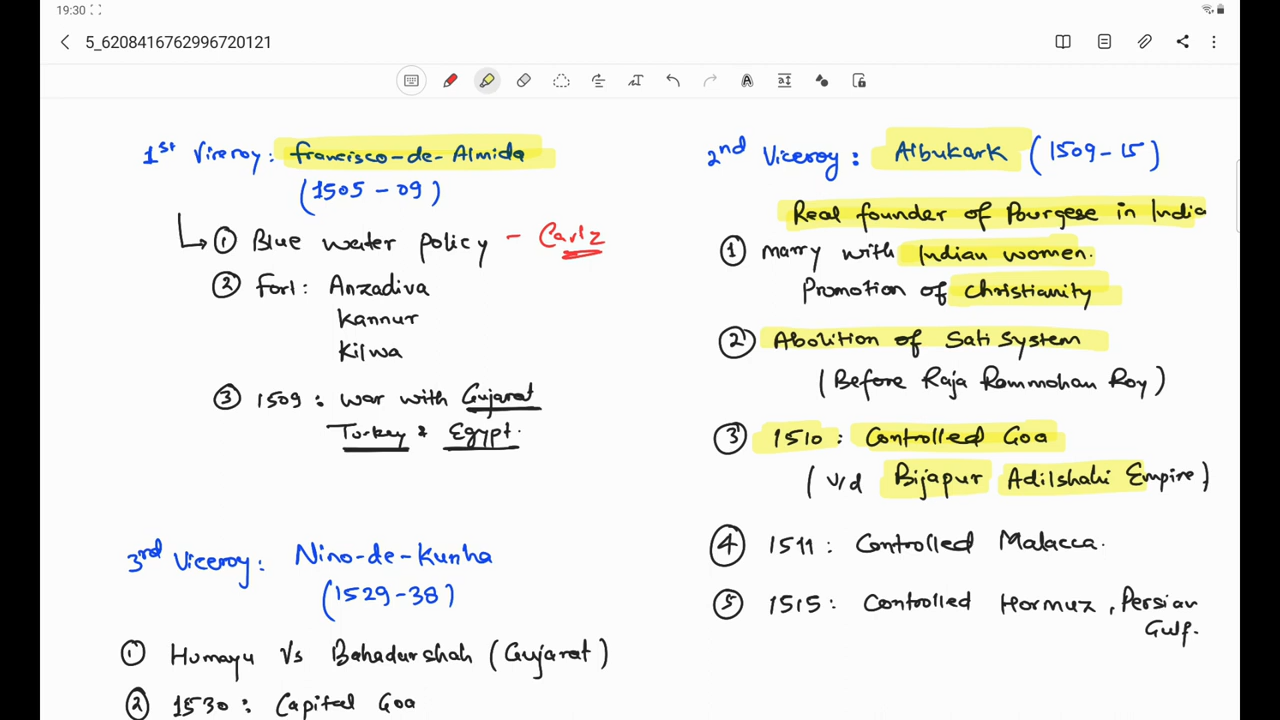 19:30
5_6208416762996720121
1st Vireroy: francisco-de-Almida
(1505 - 09)
① Blue water policy - Cartz
② Fort: Anzadiva
Kannur
Kilwa
③ 1509: war with Gujarat
Turkey & Egypt.
3rd Viceroy: Nino-de-Kunha
(1529-38)
① Humayu Vs Bahadurshah (Gujarat)
② 1530: Capital Goa
2nd Viceroy: Albukark (1509-15)
Real founder of Pourgese in India
① marry with Indian women.
Promotion of christianity
② Abolition of Sati System
(Before Raja Rammohan Roy)
③ 1510: Controlled Goa
(v/d Bijapur Adilshahi Empire)
④ 1511: Controlled Malacca.
⑤ 1515: Controlled Hormuz, Persian
Gulf.